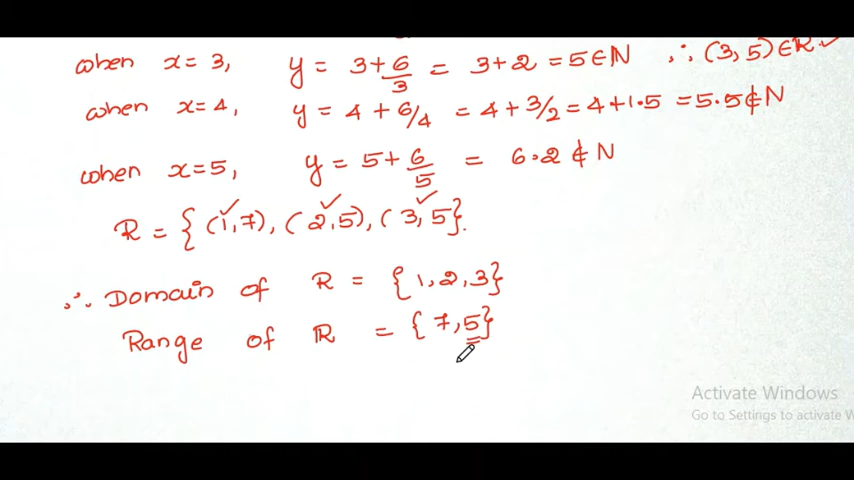 when x = 3, y = 3 + 6/3 = 3 + 2 = 5 ∈ N ∴ (3, 5) ∈ R ✓
when x = 4, y = 4 + 6/4 = 4 + 3/2 = 4 + 1.5 = 5.5 ∉ N
when x = 5, y = 5 + 6/5 = 6.2 ∉ N
R = { (1, 7), (2, 5), (3, 5) }.
∴ Domain of R = {1, 2, 3}
Range of R = {7, 5}
Activate Windows
Go to Settings to activate W